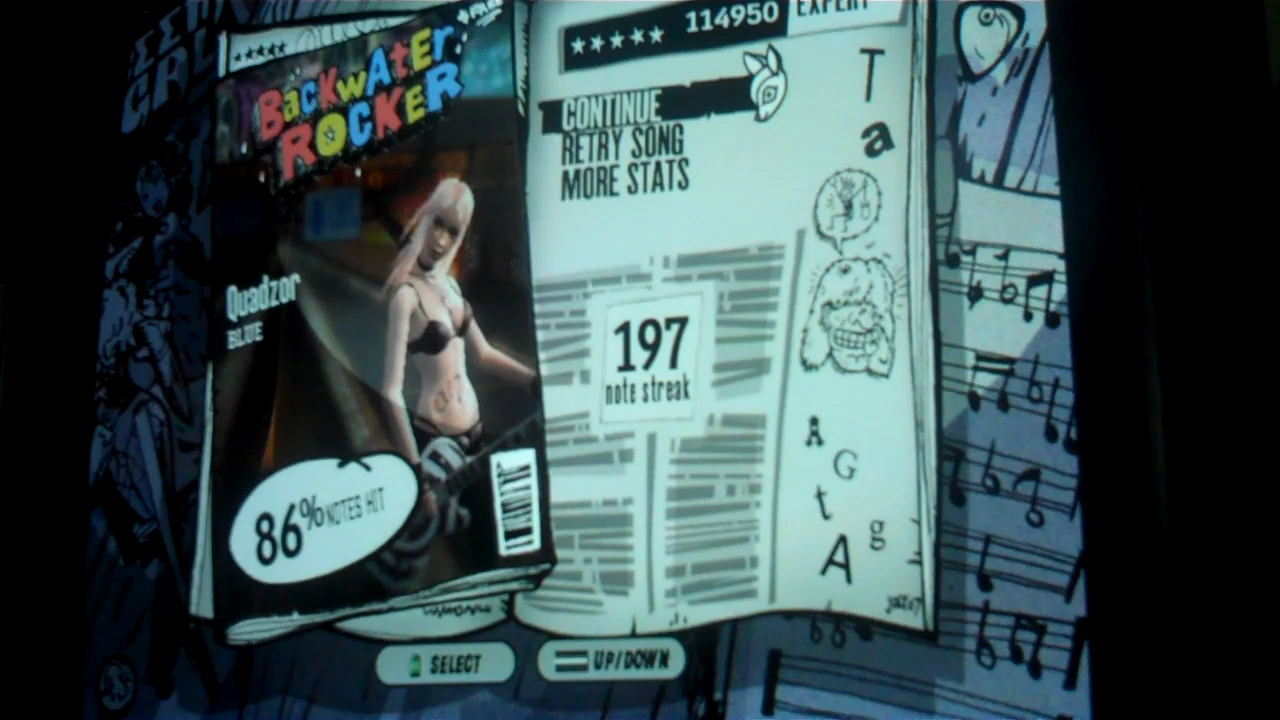 ★★★★★ 114950 EXPERT
★★★★★
BackwAtEr
ROCKER
CONTINUE
RETRY SONG
MORE STATS
Quadzor
BLUE
197
note streak
86% NOTES HIT
T
a
A
G
t
g
A
SELECT
UP/DOWN